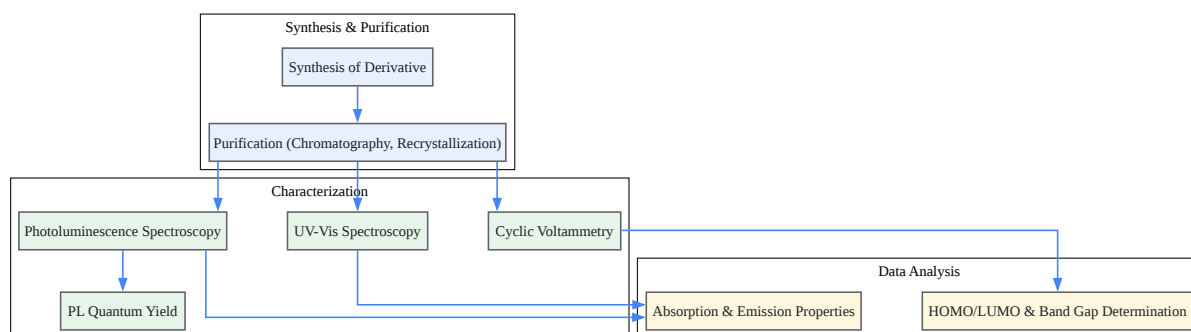 Synthesis & Purification
Synthesis of Derivative
Purification (Chromatography, Recrystallization)
Characterization
Photoluminescence Spectroscopy
UV-Vis Spectroscopy
Cyclic Voltammetry
Data Analysis
PL Quantum Yield
Absorption & Emission Properties
HOMO/LUMO & Band Gap Determination